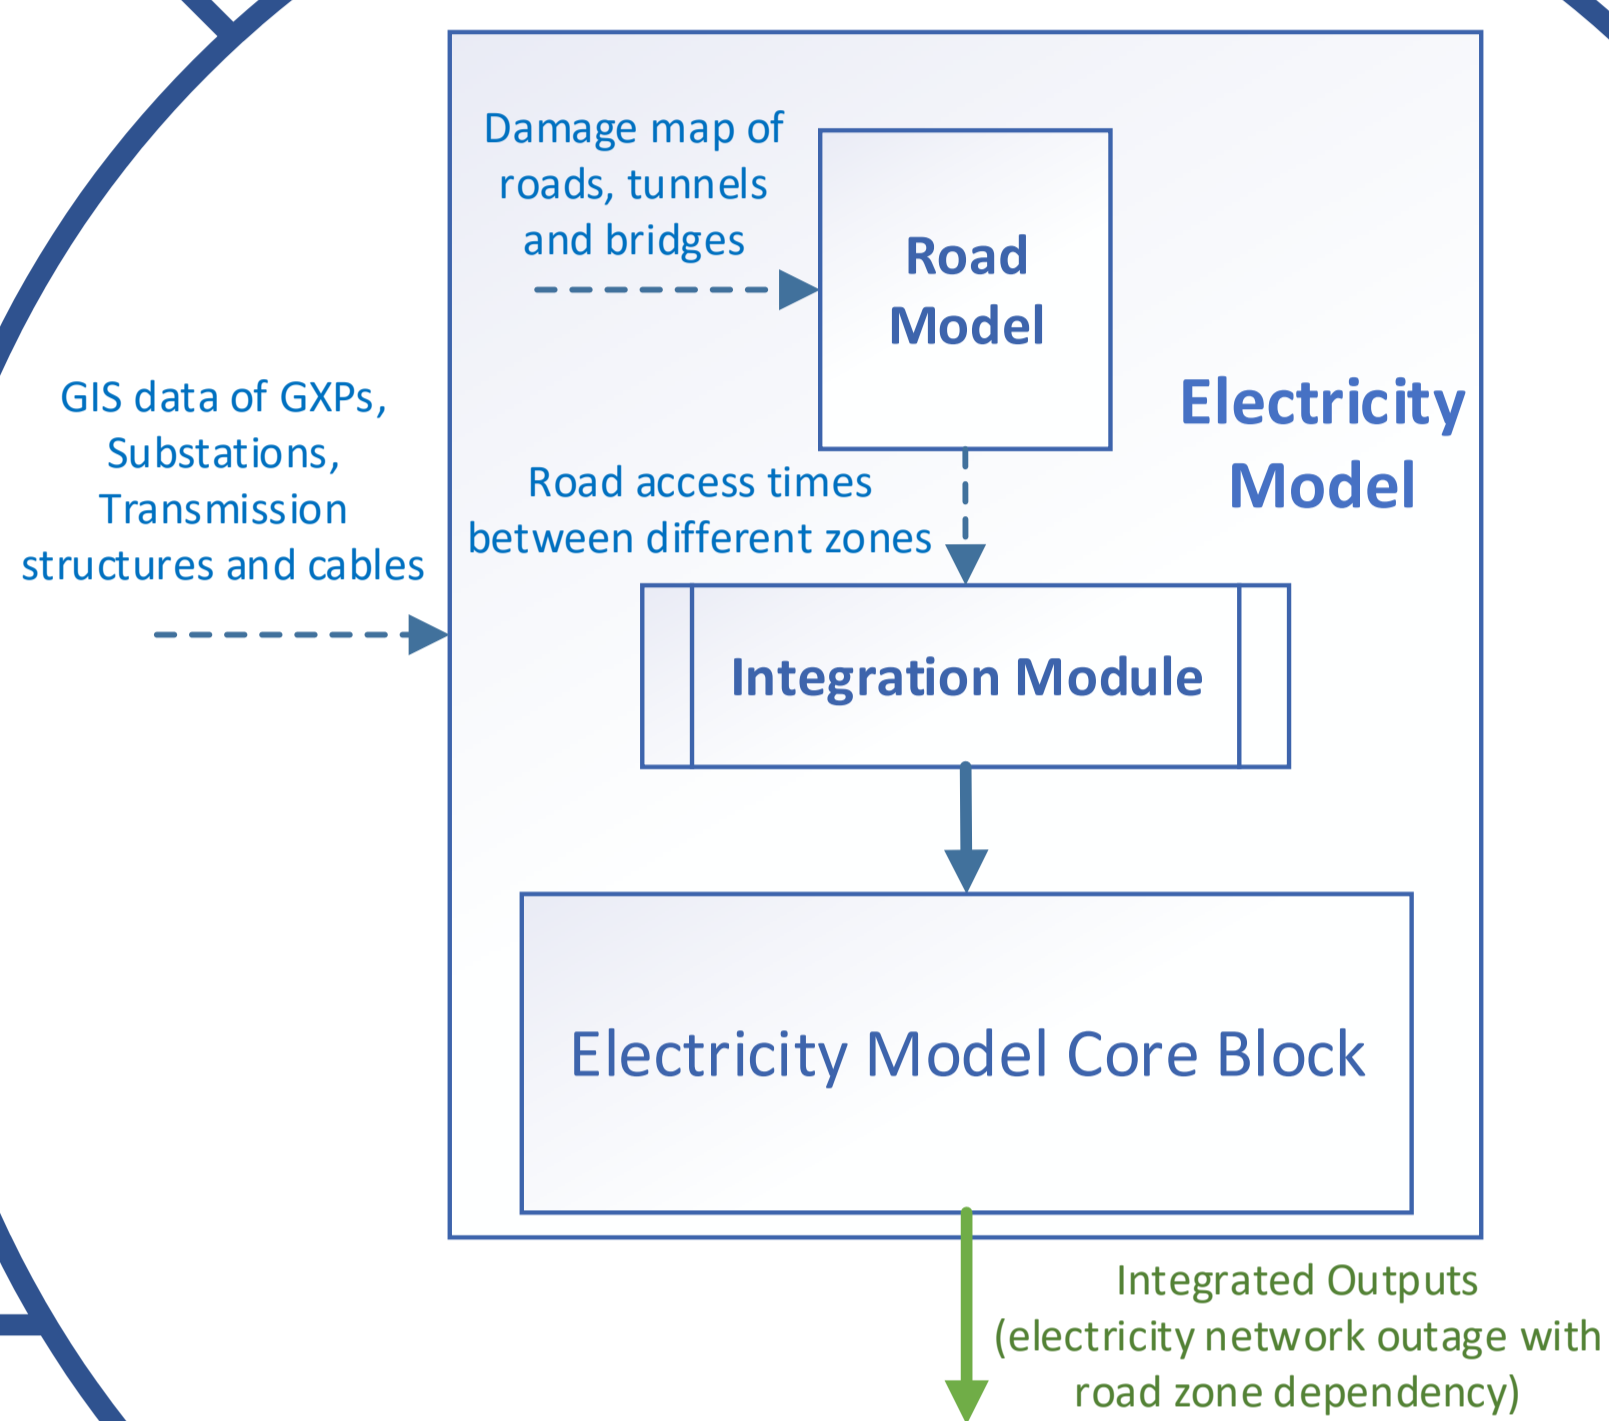 Damage map of
roads, tunnels
and bridges
Road
Model
GIS data of GXPs,
Substations,
Transmission
structures and cables
Electricity
Model
Road access times
between different zones
Integration Module
Electricity Model Core Block
Integrated Outputs
(electricity network outage with
road zone dependency)